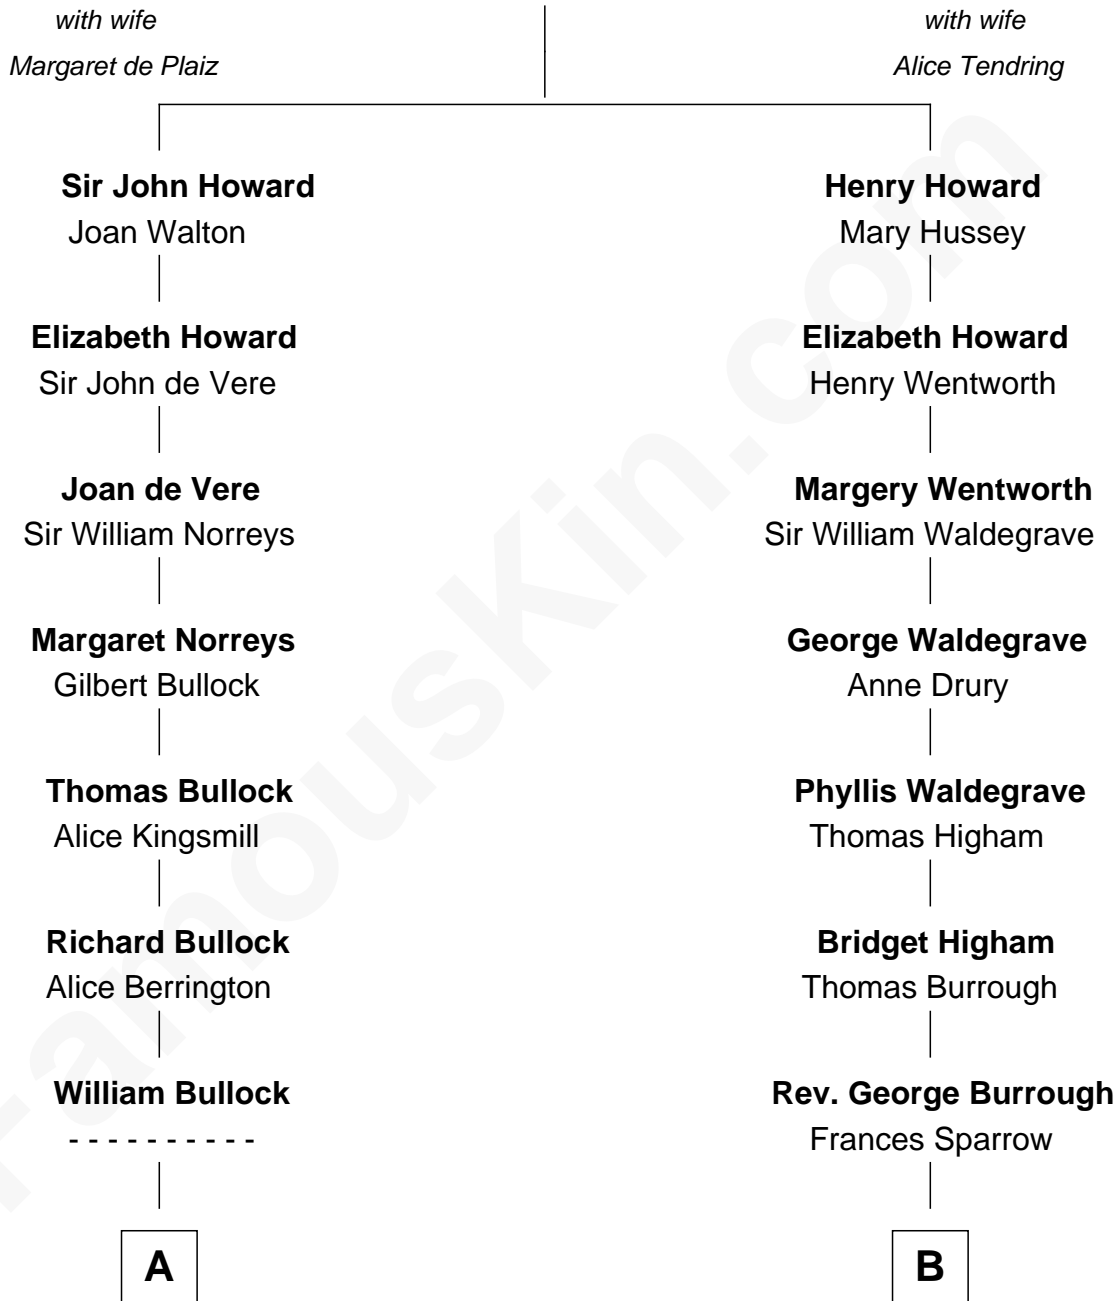 with wife
Margaret de Plaiz
with wife
Alice Tendring
Sir John Howard
Joan Walton
Henry Howard
Mary Hussey
Elizabeth Howard
Sir John de Vere
Elizabeth Howard
Henry Wentworth
Joan de Vere
Sir William Norreys
Margery Wentworth
Sir William Waldegrave
Margaret Norreys
Gilbert Bullock
George Waldegrave
Anne Drury
Thomas Bullock
Alice Kingsmill
Phyllis Waldegrave
Thomas Higham
Richard Bullock
Alice Berrington
Bridget Higham
Thomas Burrough
William Bullock
- - - - - - - - - -
Rev. George Burrough
Frances Sparrow
A
B
FamousKin.com